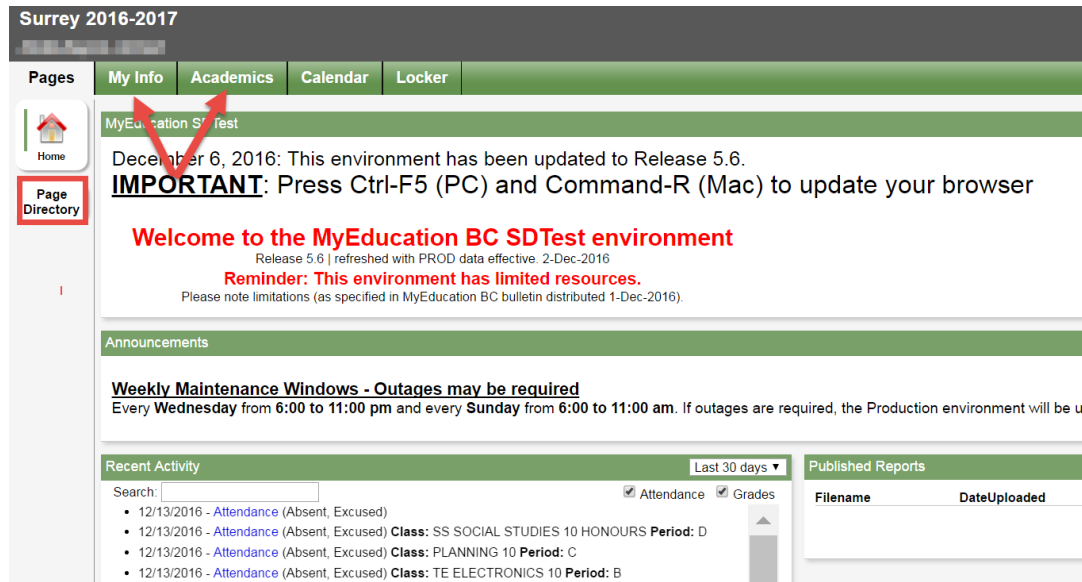 Surrey 2016-2017
Pages My Info Academics Calendar Locker
Home
Page
Directory
MyEducation SDTest
December 6, 2016: This environment has been updated to Release 5.6.
IMPORTANT: Press Ctrl-F5 (PC) and Command-R (Mac) to update your browser
Welcome to the MyEducation BC SDTest environment
Release 5.6 | refreshed with PROD data effective. 2-Dec-2016
Reminder: This environment has limited resources.
Please note limitations (as specified in MyEducation BC bulletin distributed 1-Dec-2016).
Announcements
Weekly Maintenance Windows - Outages may be required
Every Wednesday from 6:00 to 11:00 pm and every Sunday from 6:00 to 11:00 am. If outages are required, the Production environment will be u
Recent Activity Last 30 days
Search: Attendance Grades
12/13/2016 - Attendance (Absent, Excused)
12/13/2016 - Attendance (Absent, Excused) Class: SS SOCIAL STUDIES 10 HONOURS Period: D
12/13/2016 - Attendance (Absent, Excused) Class: PLANNING 10 Period: C
12/13/2016 - Attendance (Absent, Excused) Class: TE ELECTRONICS 10 Period: B
Published Reports
Filename DateUploaded